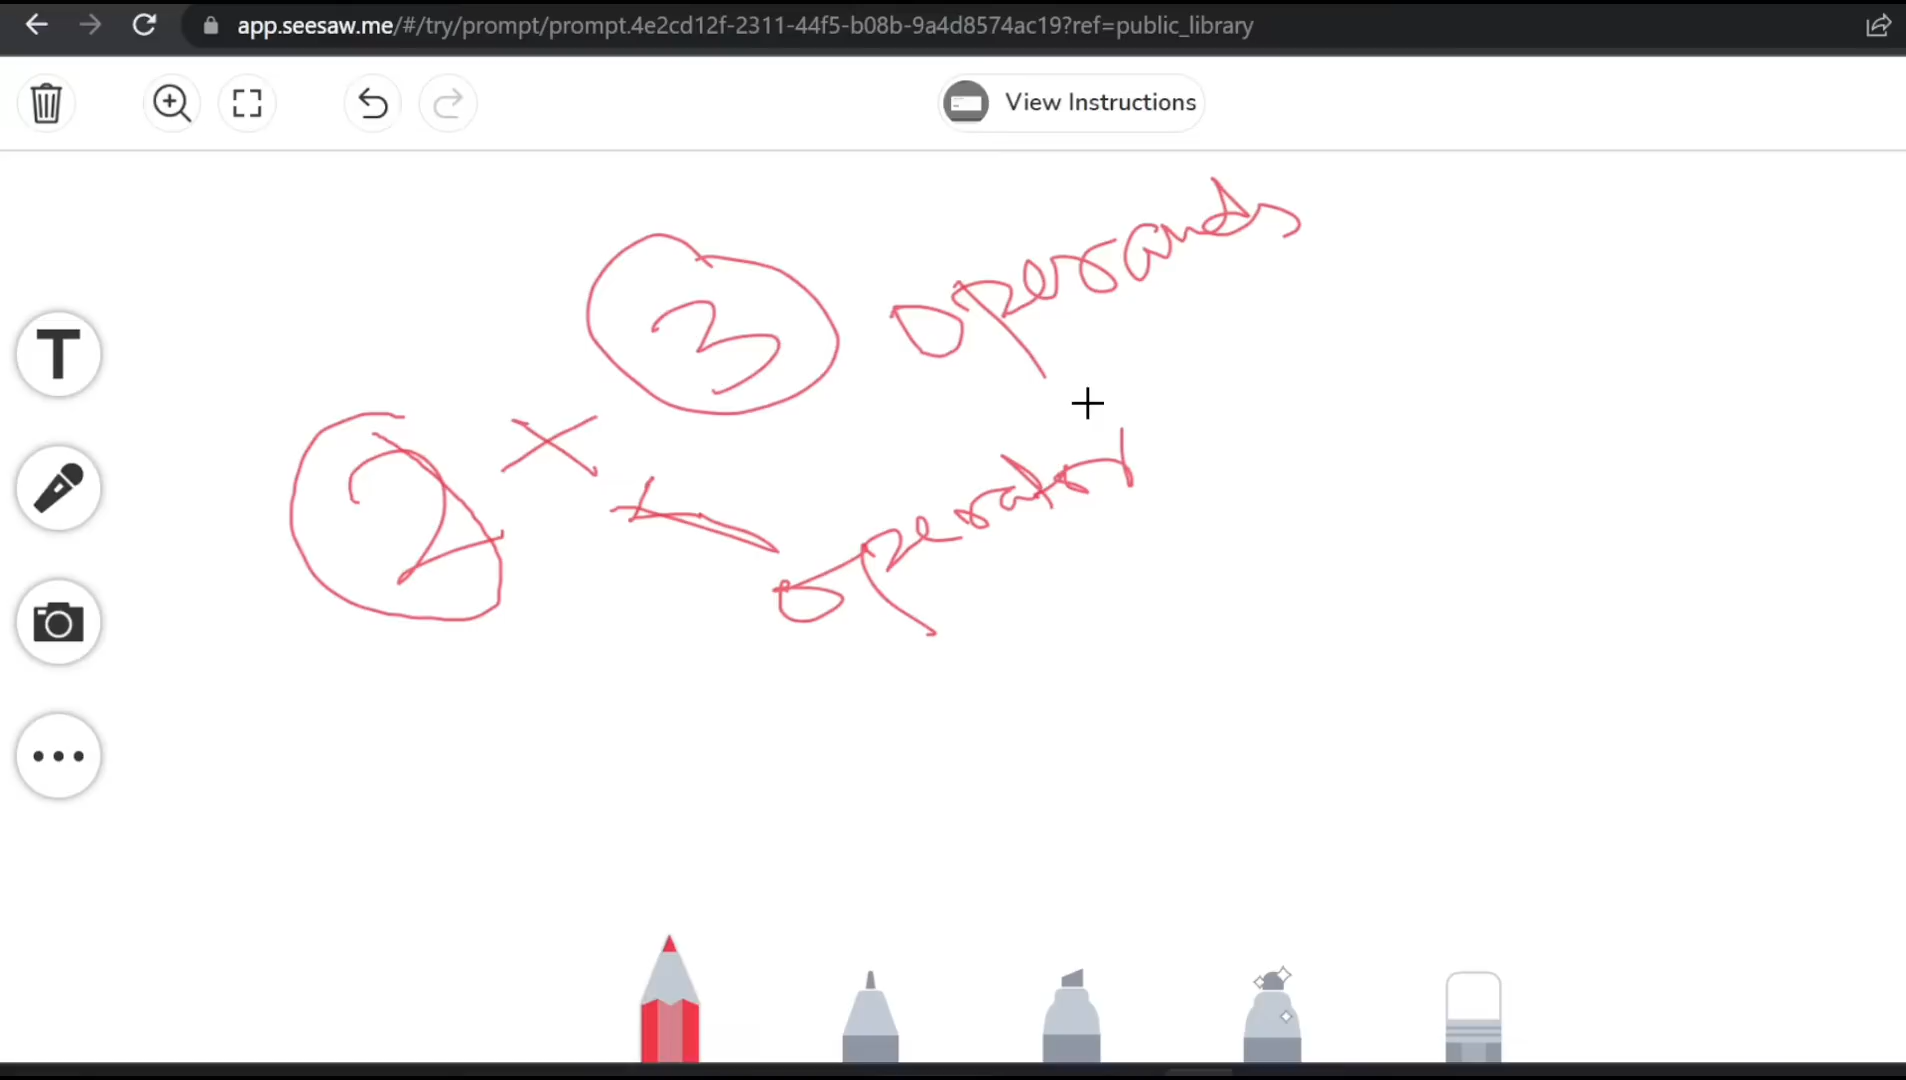 app.seesaw.me/#/try/prompt/prompt.4e2cd12f-2311-44f5-b08b-9a4d8574ac19?ref=public_library
View Instructions
T
3 operands
2 ×
operator